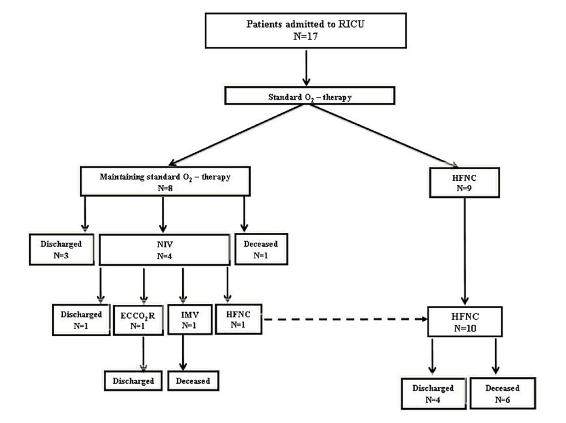 Patients admitted to RICU
N=17
Standard O2 – therapy
Maintaining standard O2 – therapy
N=8
HFNC
N=9
Discharged
N=3
NIV
N=4
Deceased
N=1
Discharged
N=1
ECCO2R
N=1
IMV
N=1
HFNC
N=1
HFNC
N=10
Discharged
Deceased
Discharged
N=4
Deceased
N=6